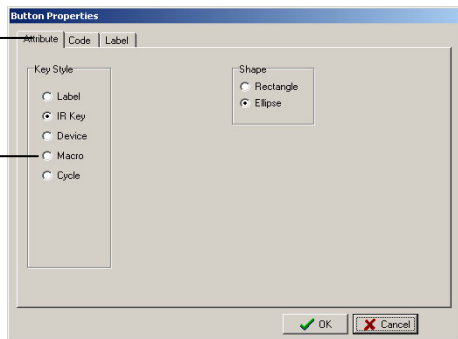 Button Properties
Attribute Code Label
Key Style
Label
IR Key
Device
Macro
Cycle
Shape
Rectangle
Ellipse
OK Cancel